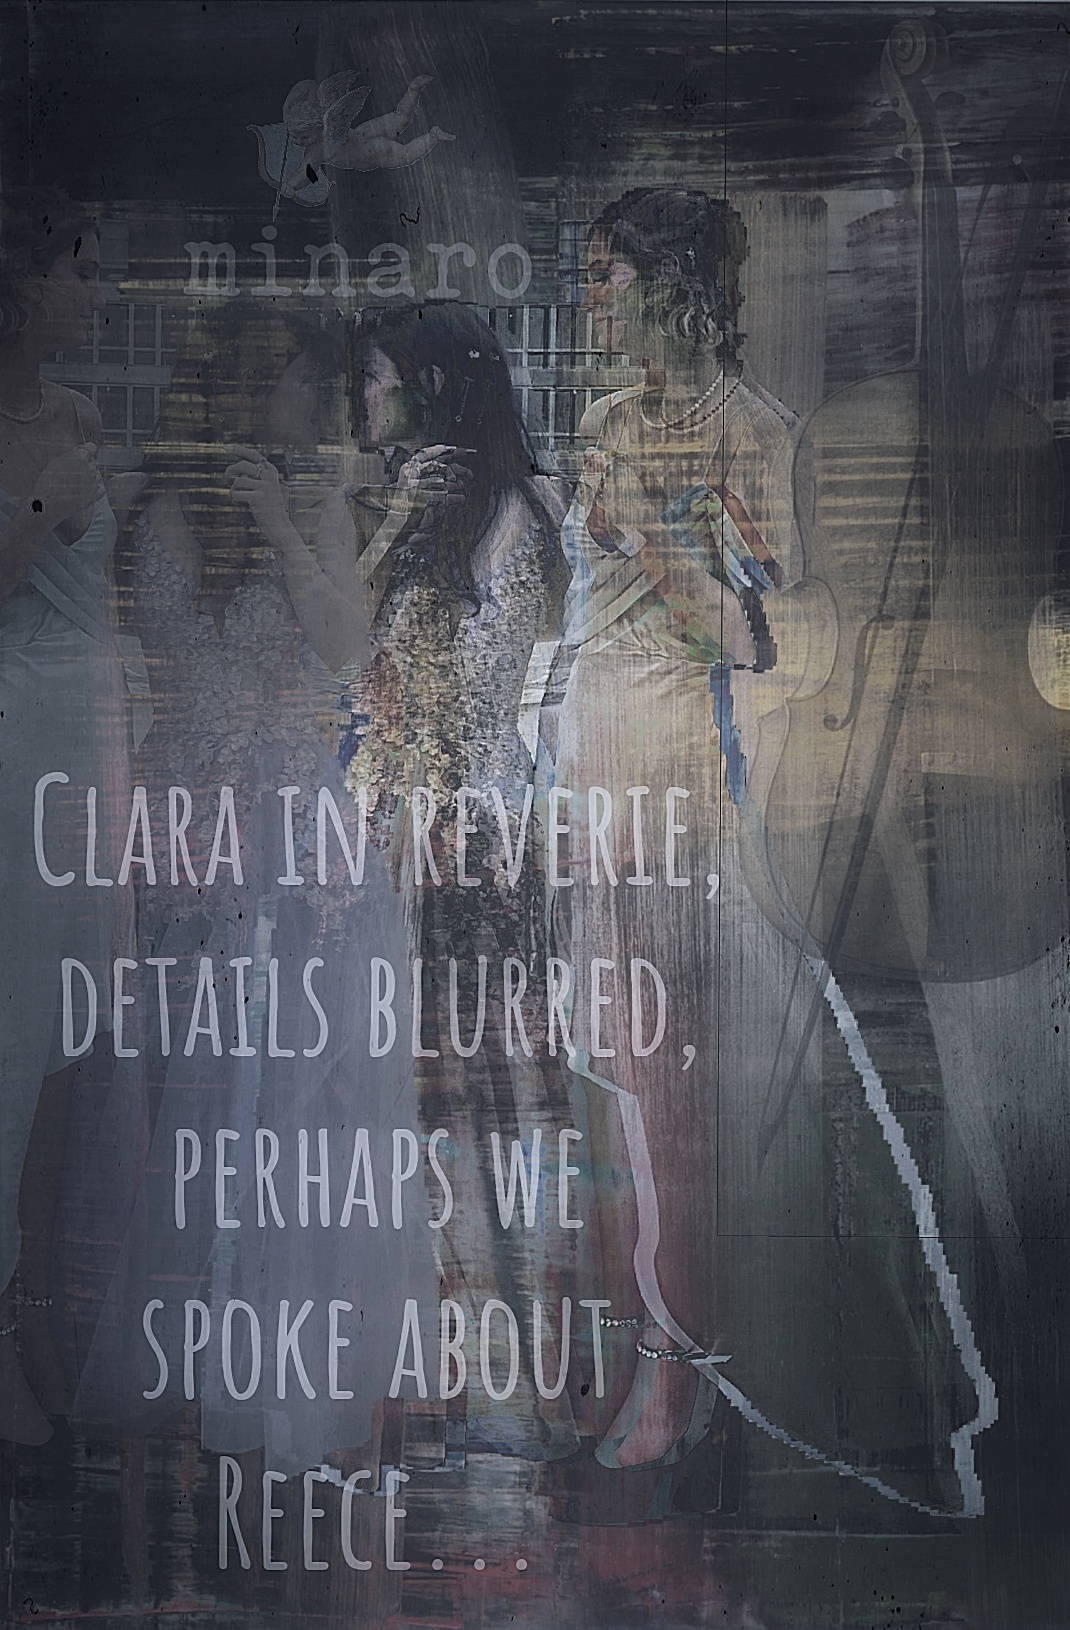 minaro
Clara in reverie,
details blurred,
perhaps we
spoke about
Reece...